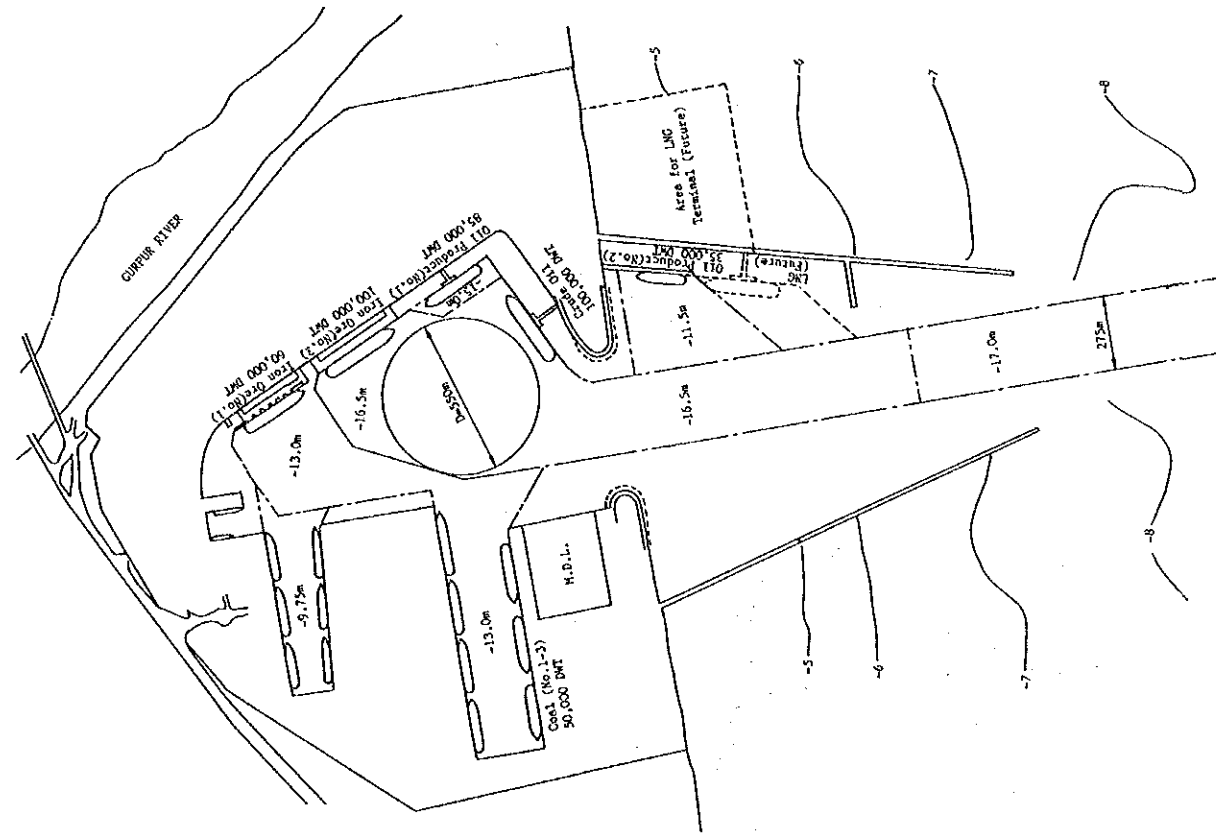 GURPUR RIVER
Iron Ore(No.1)
60,000 DWT
Iron Ore(No.3)
100,000 DWT
Oil Product(No.1)
85,000 DWT
Crude Oil
100,000 DWT
Oil Product(No.2)
35,000 DWT
LNG
(Future)
Area for LNG
Terminal (Future)
-15.0m
-16.5m
D=550m
-13.0m
-9.75m
-13.0m
Coal (No.1-3)
50,000 DWT
M.D.L.
-11.5m
-16.5m
-17.0m
275m
-5
-6
-7
-8
-5
-6
-7
-8